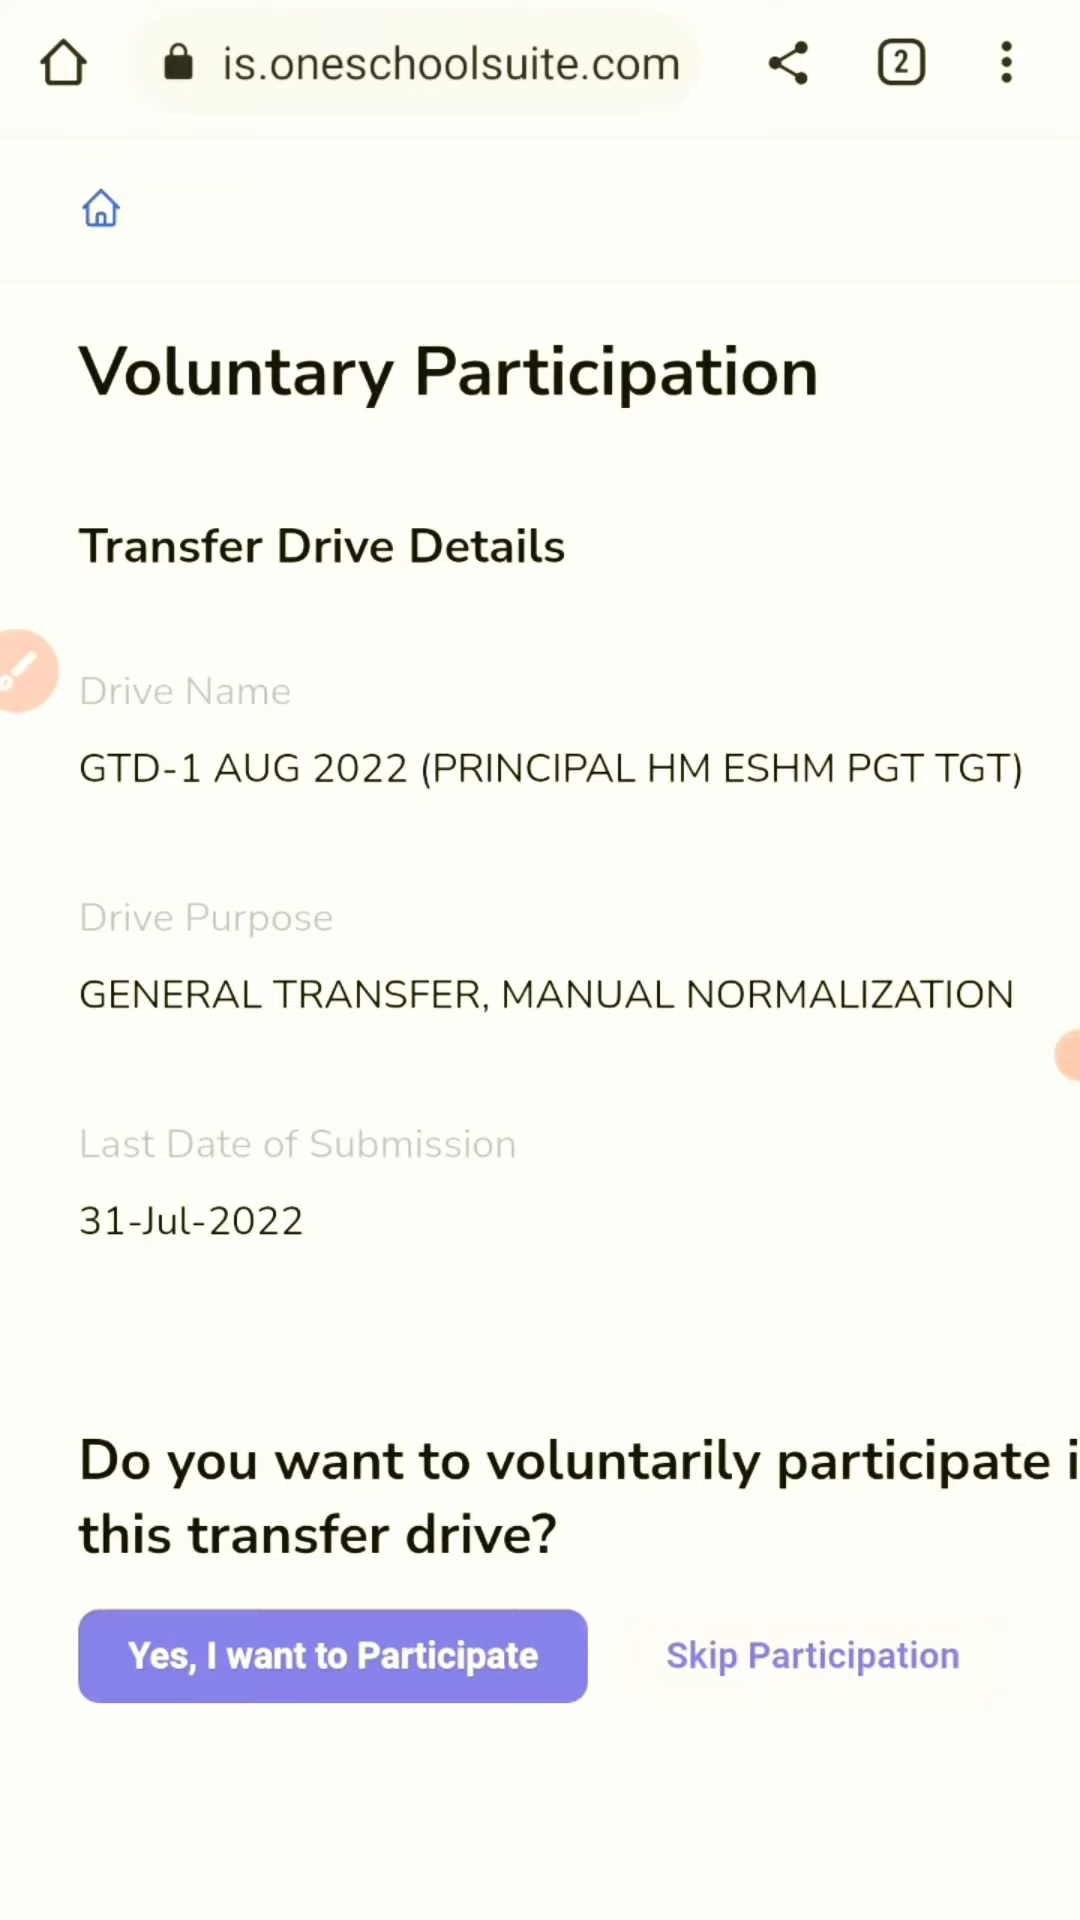 is.oneschoolsuite.com
2
Voluntary Participation
Transfer Drive Details
Drive Name
GTD-1 AUG 2022 (PRINCIPAL HM ESHM PGT TGT)
Drive Purpose
GENERAL TRANSFER, MANUAL NORMALIZATION
Last Date of Submission
31-Jul-2022
Do you want to voluntarily participate i
this transfer drive?
Yes, I want to Participate
Skip Participation